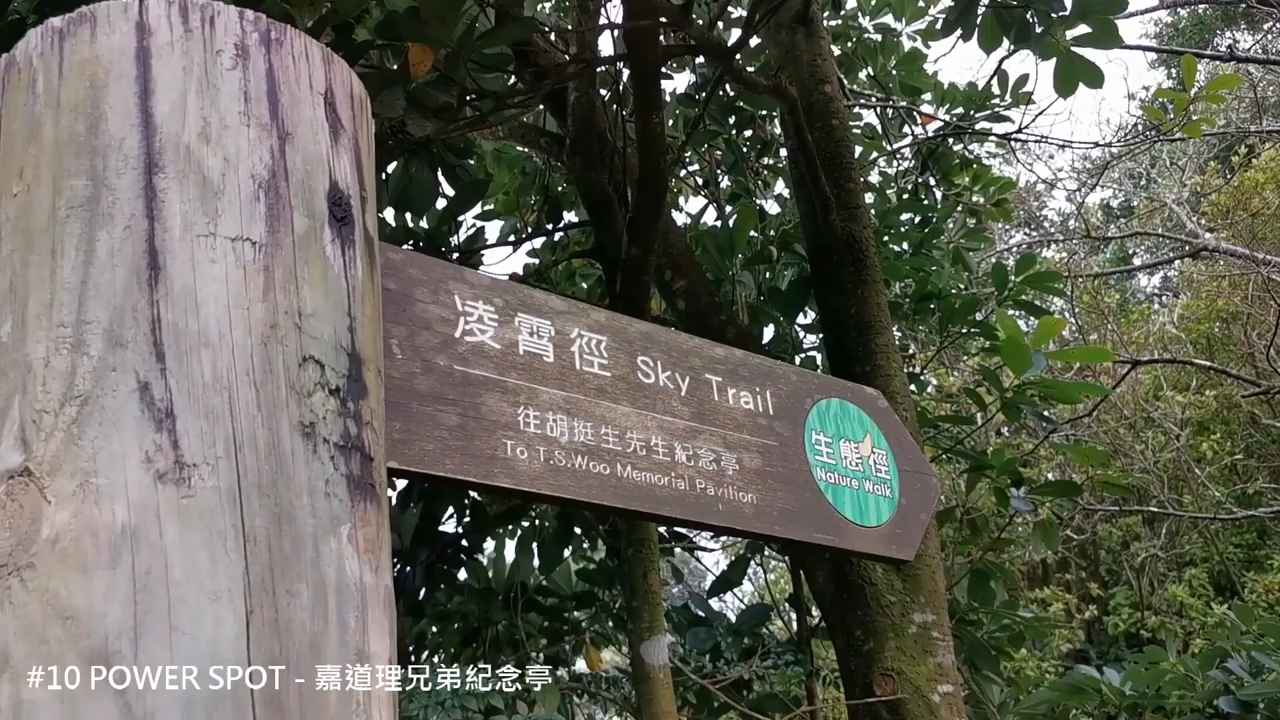 凌霄徑 Sky Trail
往胡挺生先生紀念亭
To T.S.Woo Memorial Pavilion
生態徑
Nature Walk
#10 POWER SPOT - 嘉道理兄弟紀念亭